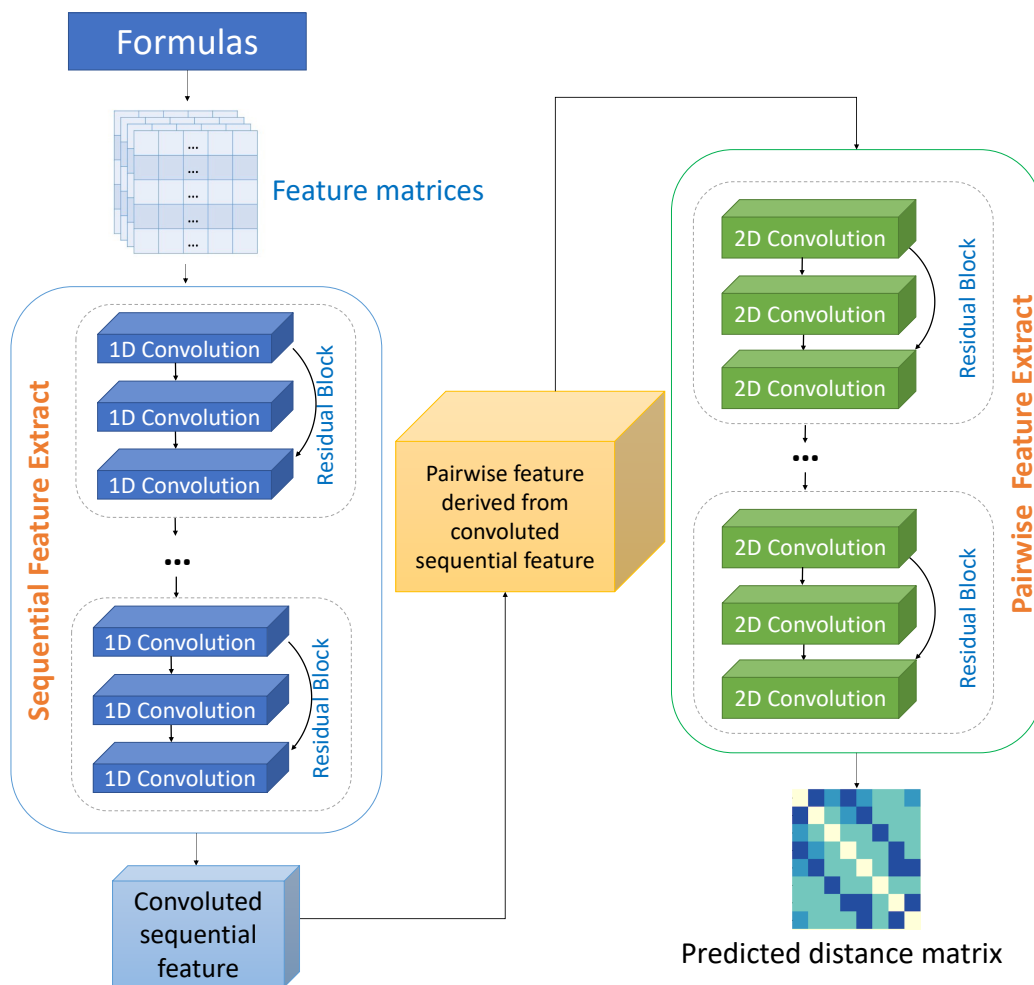 Formulas
...
...
...
...
...
Feature matrices
Sequential Feature Extract
1D Convolution
1D Convolution
1D Convolution
Residual Block
...
1D Convolution
1D Convolution
1D Convolution
Residual Block
Convoluted
sequential
feature
Pairwise feature
derived from
convoluted
sequential feature
2D Convolution
2D Convolution
2D Convolution
Residual Block
...
2D Convolution
2D Convolution
2D Convolution
Residual Block
Pairwise Feature Extract
Predicted distance matrix